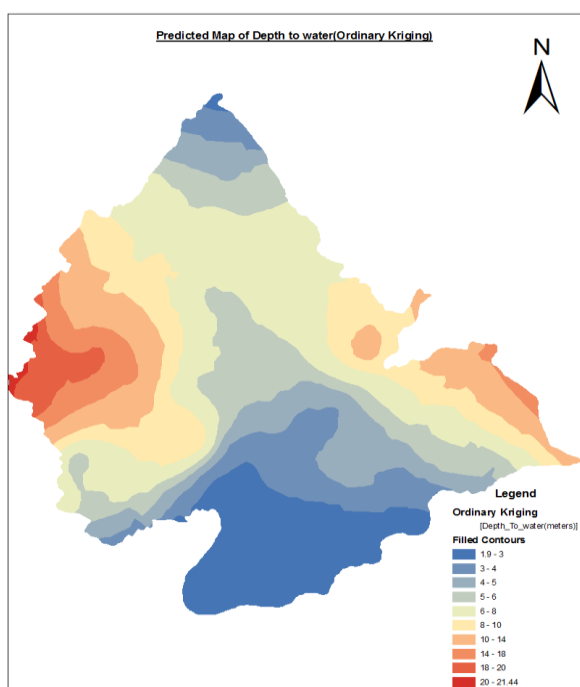 Predicted Map of Depth to water(Ordinary Kriging)
N
Legend
Ordinary Kriging
[Depth_To_water(meters)]
Filled Contours
1.9 - 3
3 - 4
4 - 5
5 - 6
6 - 8
8 - 10
10 - 14
14 - 18
18 - 20
20 - 21.44